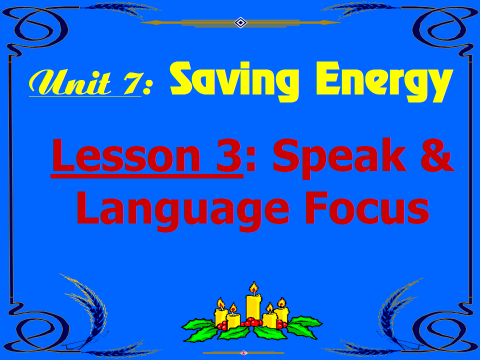 Unit 7: Saving Energy
Lesson 3: Speak &
Language Focus